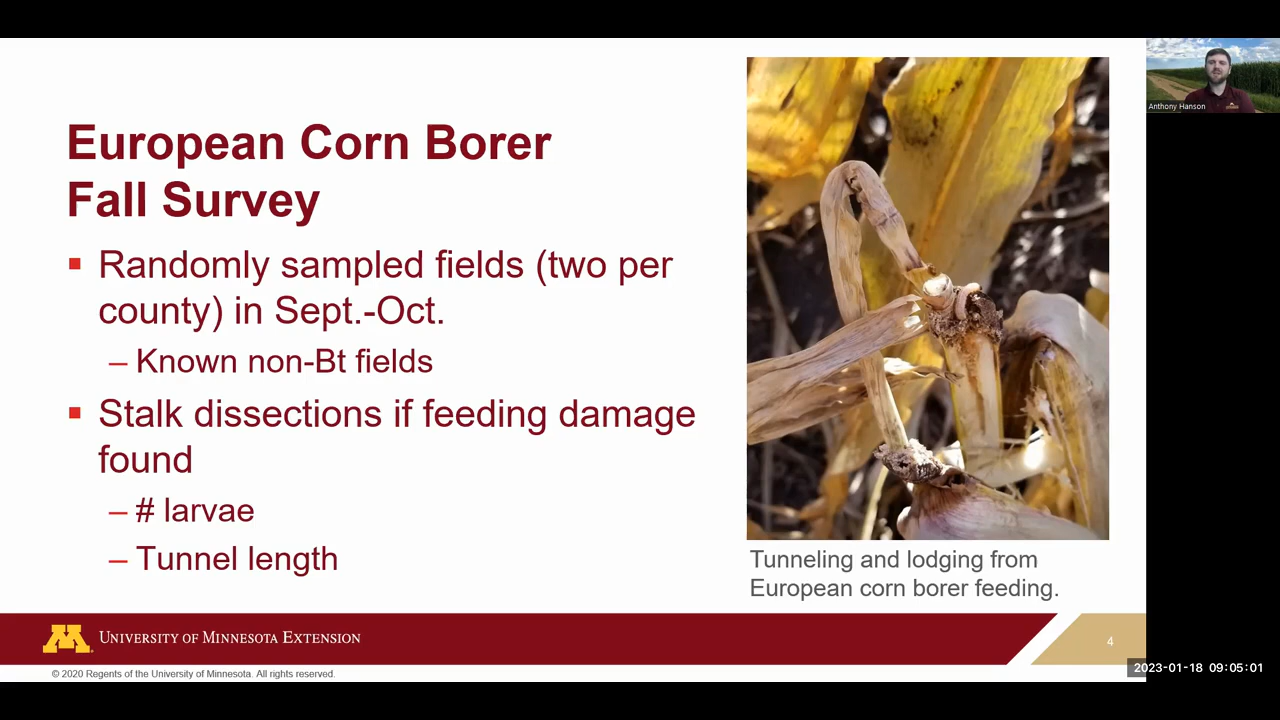 European Corn Borer
Fall Survey
▪ Randomly sampled fields (two per
county) in Sept.-Oct.
– Known non-Bt fields
▪ Stalk dissections if feeding damage
found
– # larvae
– Tunnel length
Tunneling and lodging from
European corn borer feeding.
UNIVERSITY OF MINNESOTA EXTENSION
4
© 2020 Regents of the University of Minnesota. All rights reserved.
Anthony Hanson
2023-01-18 09:05:01